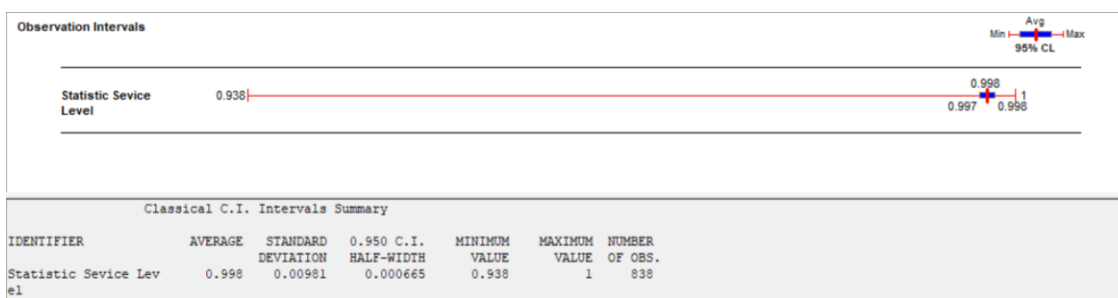 Observation Intervals
Avg
Min Max
95% CL
Statistic Sevice
Level
0.938
0.998
1
0.997 0.998
Classical C.I. Intervals Summary
IDENTIFIER AVERAGE STANDARD 0.950 C.I. MINIMUM MAXIMUM NUMBER
DEVIATION HALF-WIDTH VALUE VALUE OF OBS.
Statistic Sevice Lev 0.998 0.00981 0.000665 0.938 1 838
el